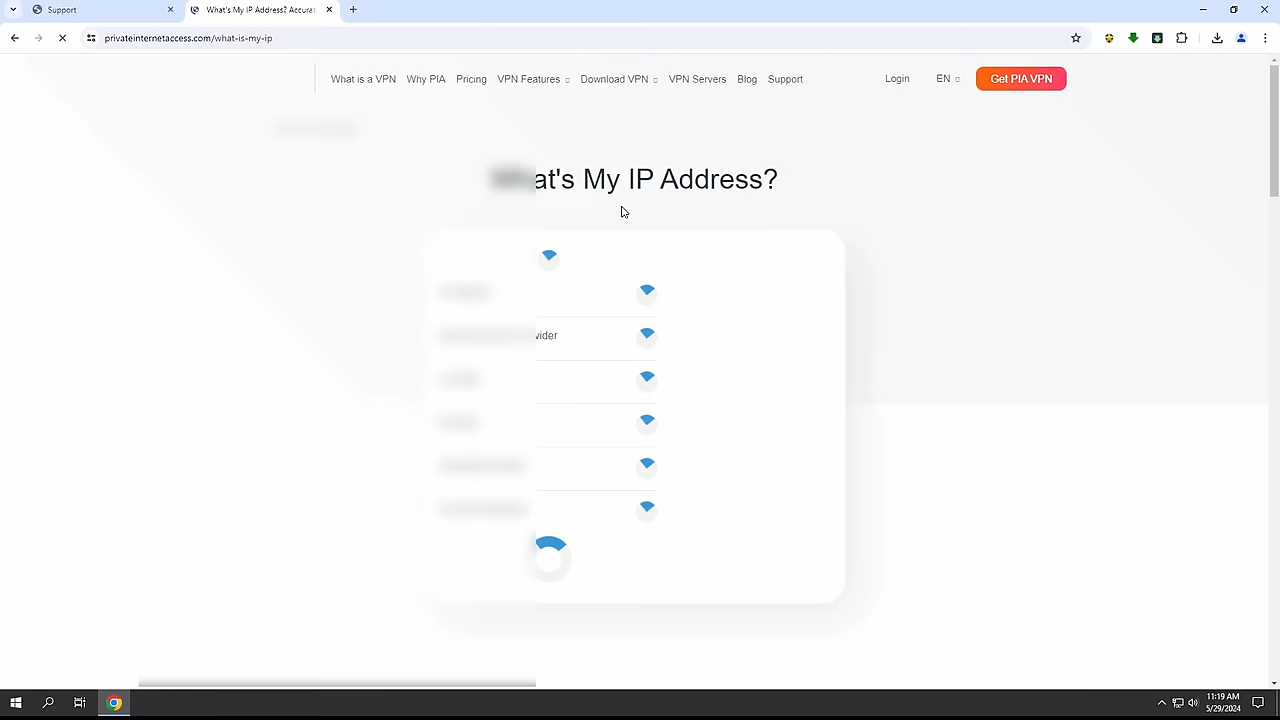 Support
What's My IP Address? Accurat
privateinternetaccess.com/what-is-my-ip
What is a VPN Why PIA Pricing VPN Features Download VPN VPN Servers Blog Support Login EN Get PIA VPN
at's My IP Address?
vider
11:19 AM
5/29/2024